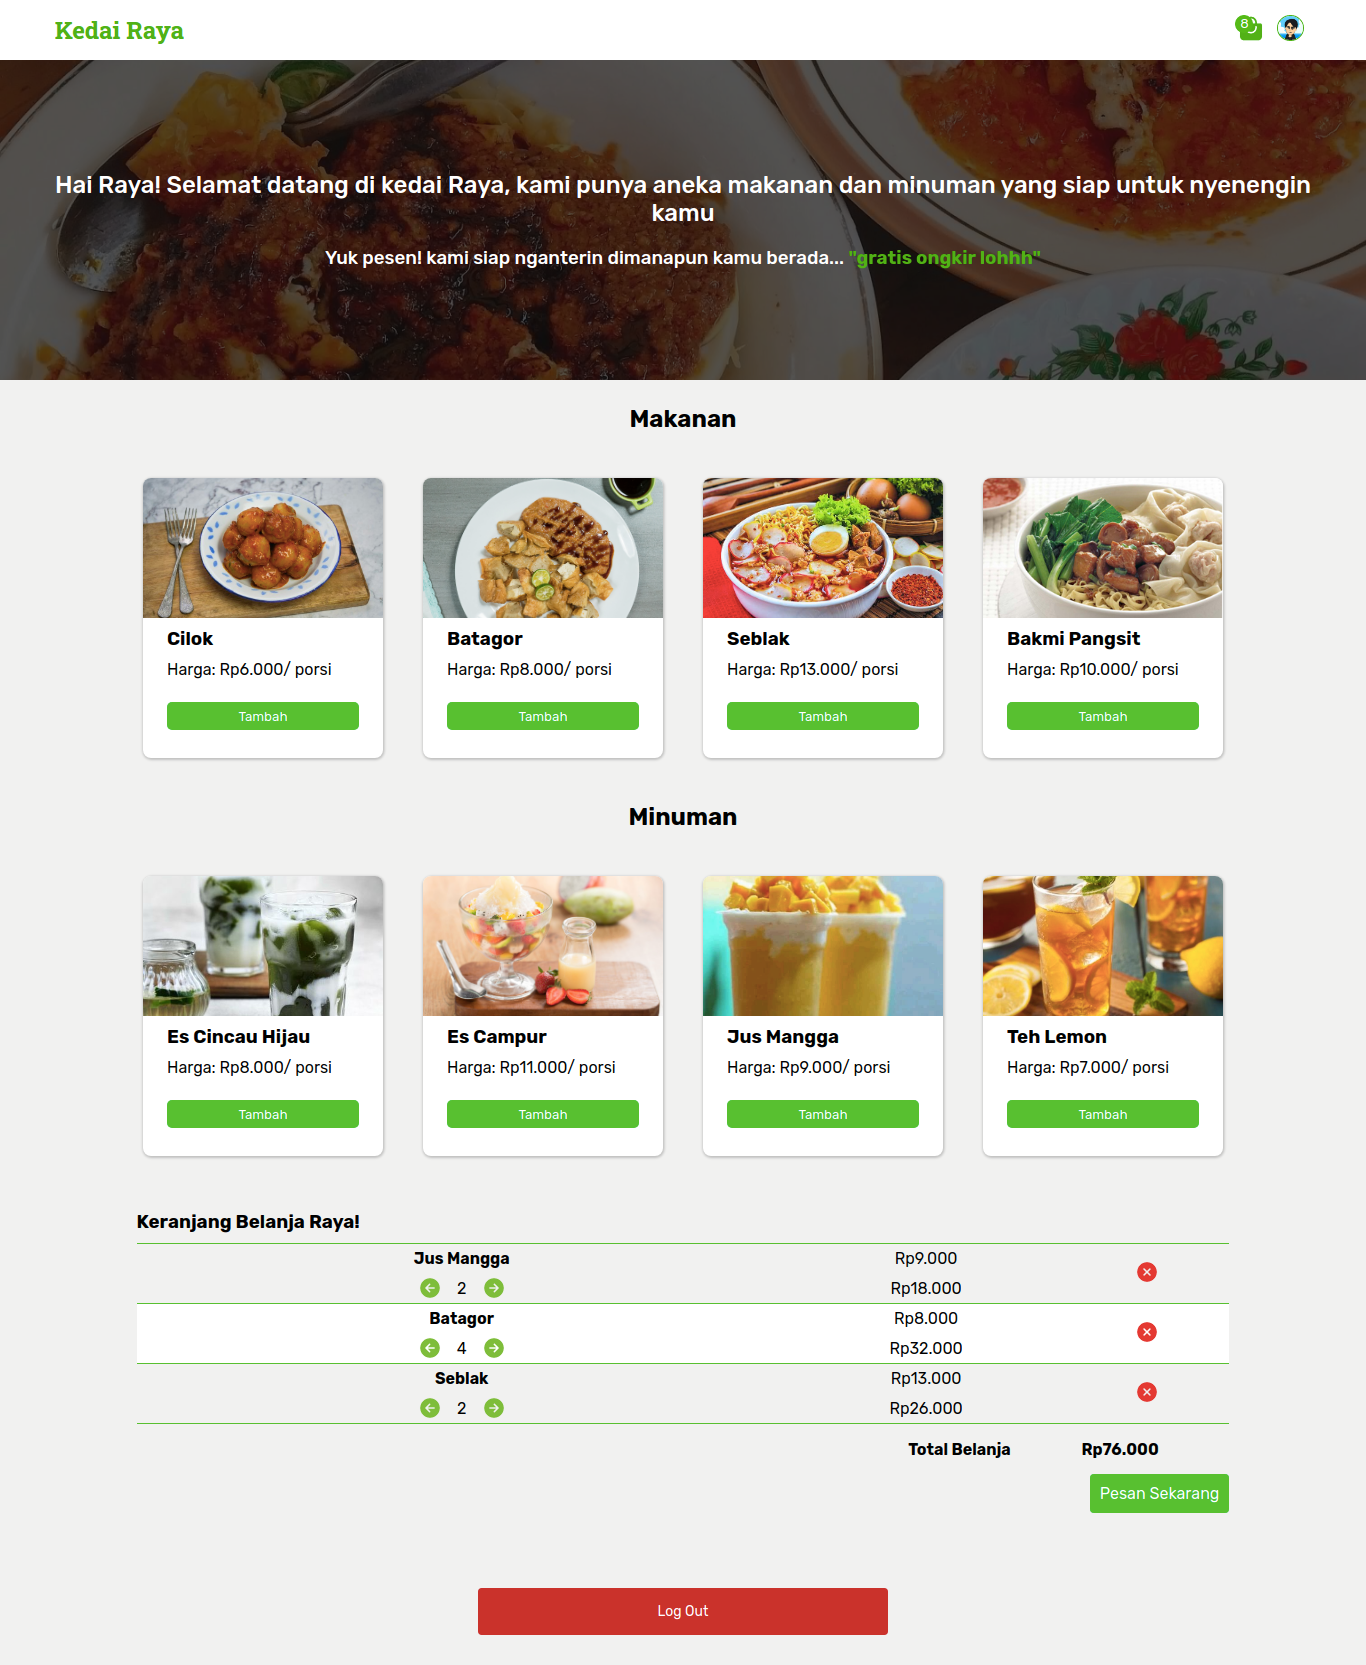 Kedai Raya
8
Hai Raya! Selamat datang di kedai Raya, kami punya aneka makanan dan minuman yang siap untuk nyenengin
kamu
Yuk pesen! kami siap nganterin dimanapun kamu berada... "gratis ongkir lohhh"
Makanan
Cilok
Harga: Rp6.000/ porsi
Tambah
Batagor
Harga: Rp8.000/ porsi
Tambah
Seblak
Harga: Rp13.000/ porsi
Tambah
Bakmi Pangsit
Harga: Rp10.000/ porsi
Tambah
Minuman
Es Cincau Hijau
Harga: Rp8.000/ porsi
Tambah
Es Campur
Harga: Rp11.000/ porsi
Tambah
Jus Mangga
Harga: Rp9.000/ porsi
Tambah
Teh Lemon
Harga: Rp7.000/ porsi
Tambah
Keranjang Belanja Raya!
Jus Mangga Rp9.000
2 Rp18.000
Batagor Rp8.000
4 Rp32.000
Seblak Rp13.000
2 Rp26.000
Total Belanja Rp76.000
Pesan Sekarang
Log Out